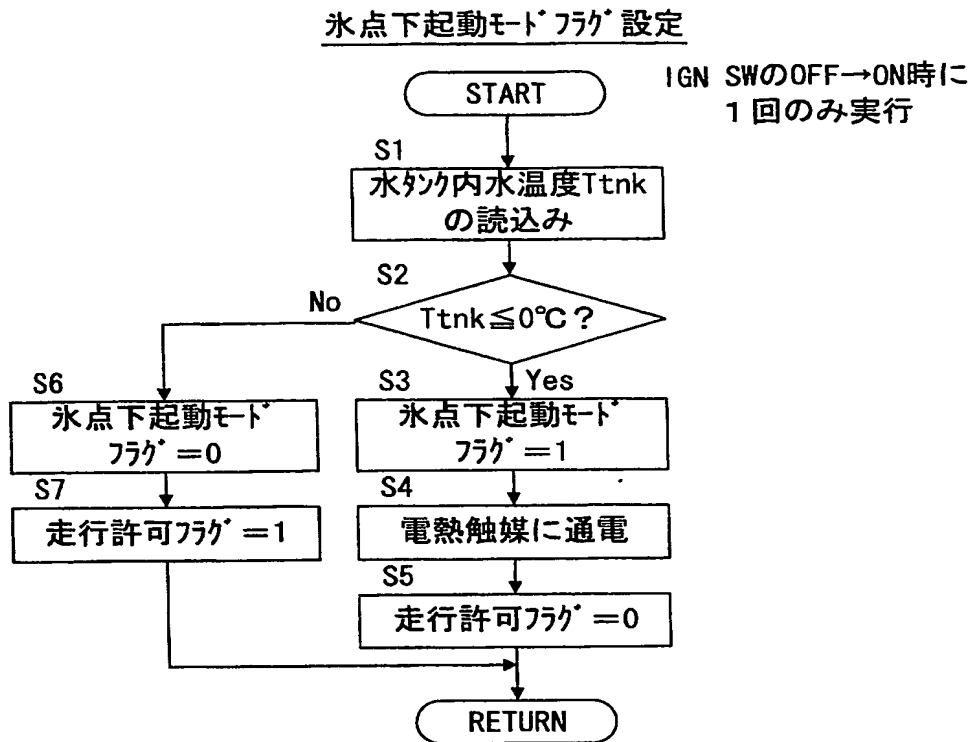 氷点下起動ﾓｰﾄﾞﾌﾗｸﾞ設定
IGN SWのOFF→ON時に
1回のみ実行
START
S1
水ﾀﾝｸ内水温度Ttnk
の読込み
S2
Ttnk≦0℃?
No
Yes
S6
氷点下起動ﾓｰﾄﾞ
ﾌﾗｸﾞ=0
S3
氷点下起動ﾓｰﾄﾞ
ﾌﾗｸﾞ=1
S7
走行許可ﾌﾗｸﾞ=1
S4
電熱触媒に通電
S5
走行許可ﾌﾗｸﾞ=0
RETURN